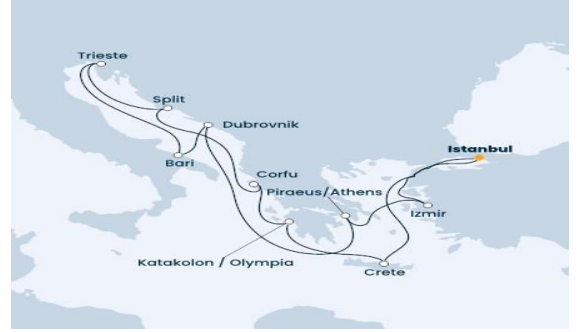 Trieste
Split
Dubrovnik
Bari
Istanbul
Corfu
Piraeus/Athens
Izmir
Katakolon / Olympia
Crete